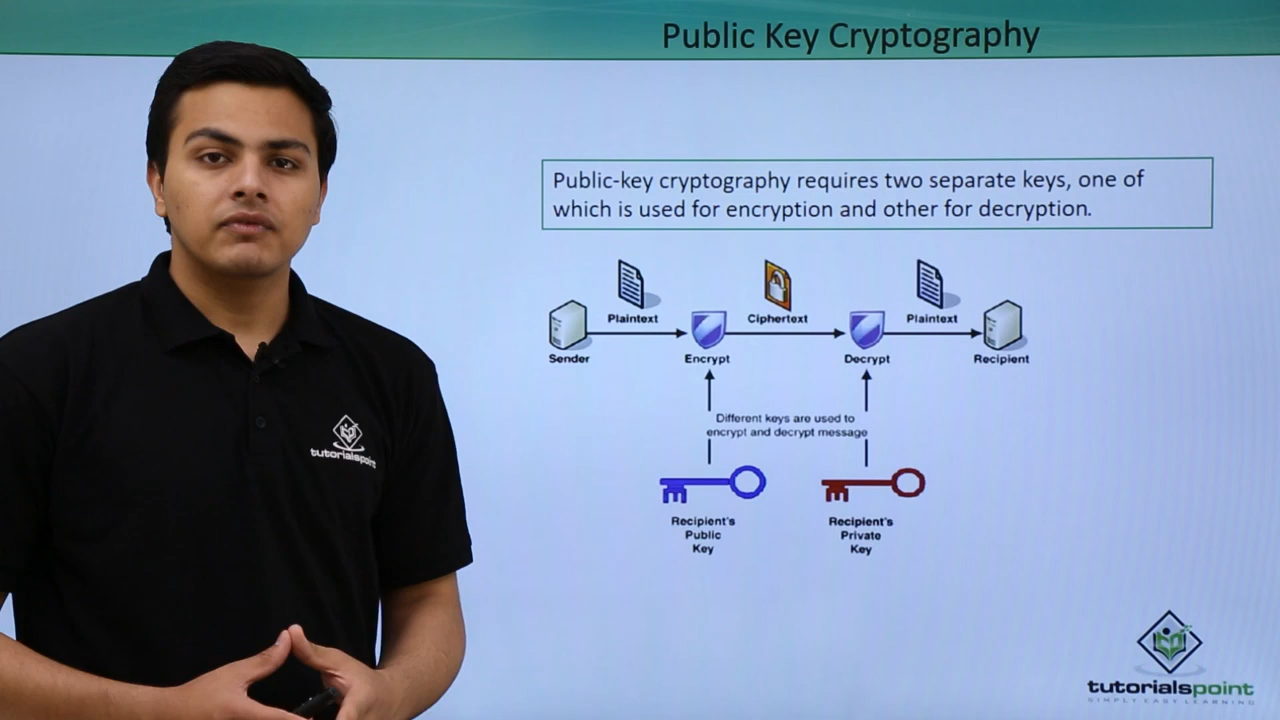 Public Key Cryptography
Public-key cryptography requires two separate keys, one of
which is used for encryption and other for decryption.
Plaintext
Ciphertext
Plaintext
Sender
Encrypt
Decrypt
Recipient
Different keys are used to
encrypt and decrypt message
Recipient's
Public
Key
Recipient's
Private
Key
tutorialspoint
tutorialspoint
SIMPLY EASY LEARNING